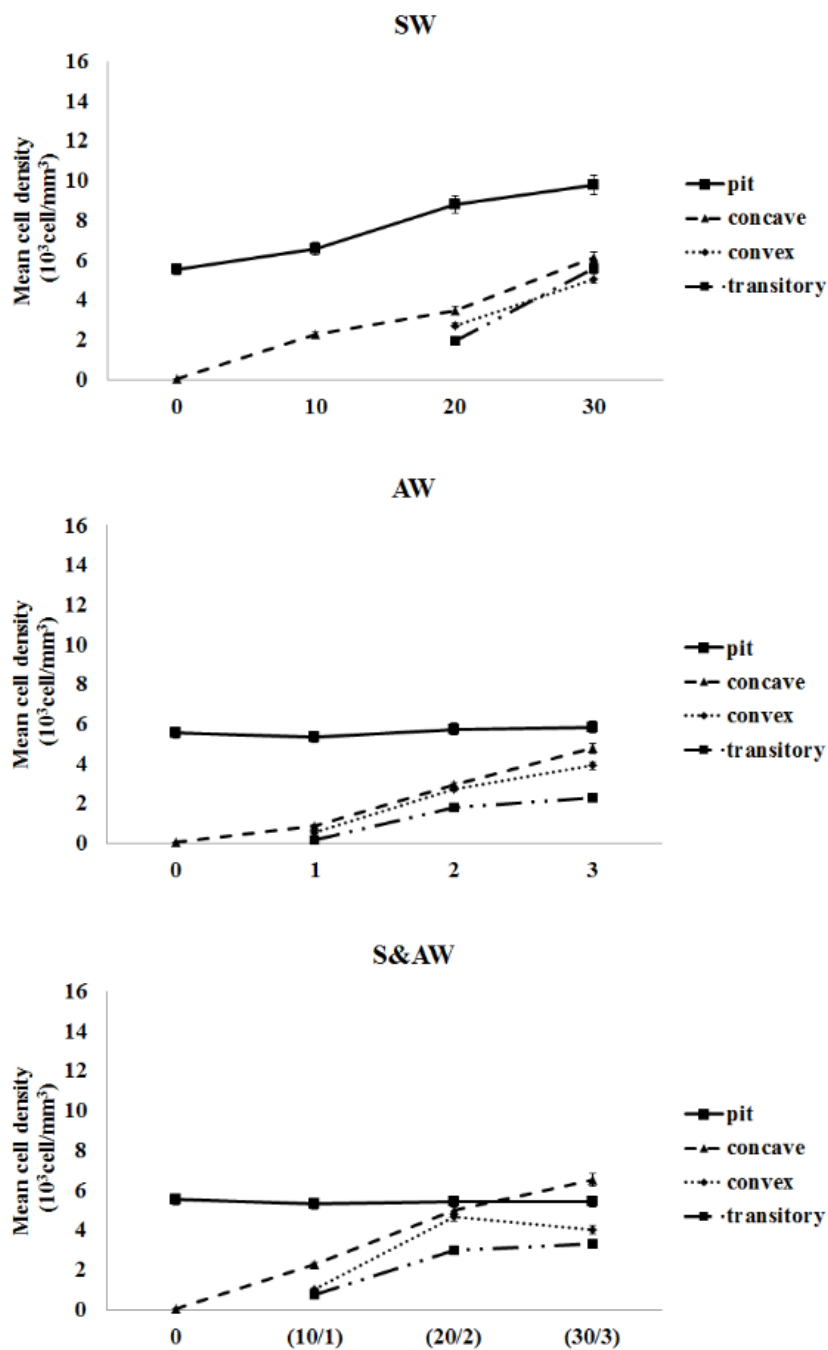 SW
Mean cell density
(10³cell/mm³)
16
14
12
10
8
6
4
2
0
0 10 20 30
pit
concave
convex
transitory
AW
Mean cell density
(10³cell/mm³)
16
14
12
10
8
6
4
2
0
0 1 2 3
pit
concave
convex
transitory
S&AW
Mean cell density
(10³cell/mm³)
16
14
12
10
8
6
4
2
0
0 (10/1) (20/2) (30/3)
pit
concave
convex
transitory